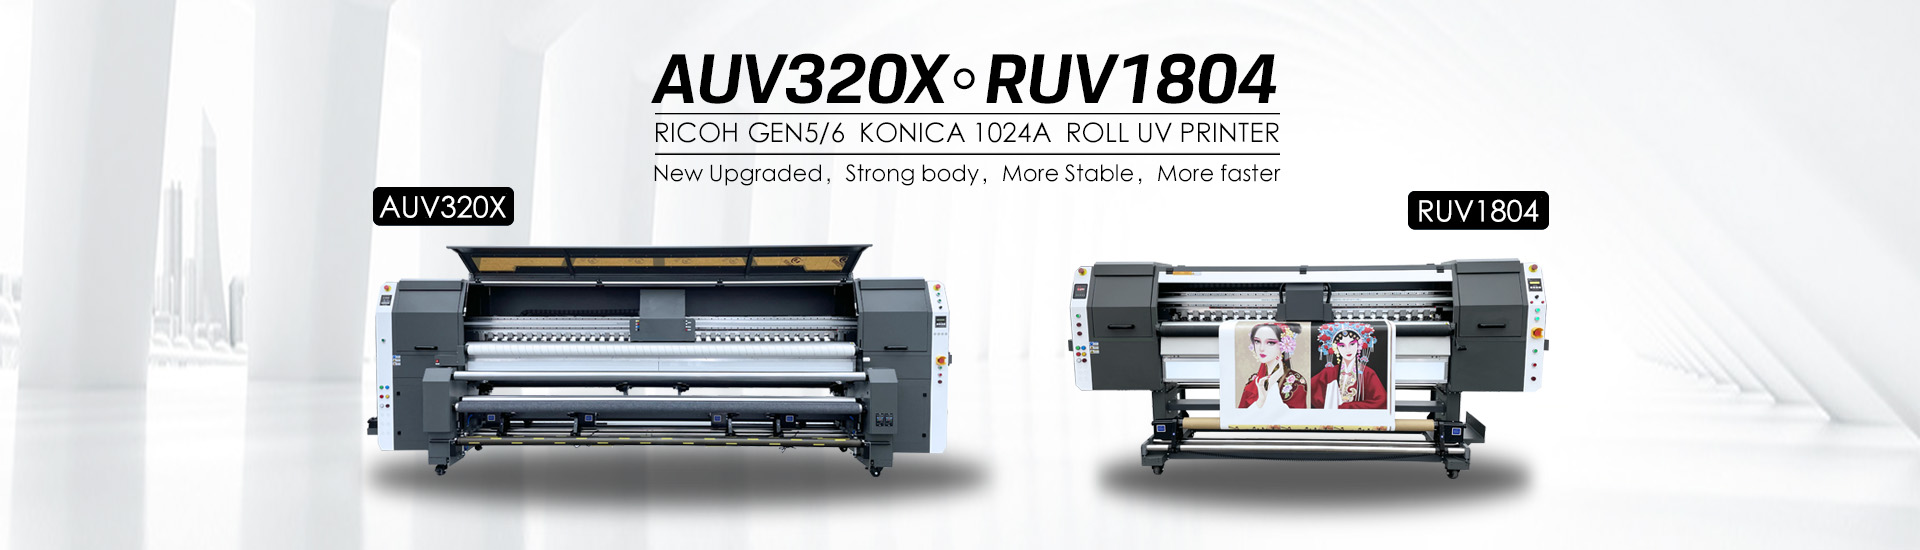 AUV320X RUV1804
RICOH GEN5/6 KONICA 1024A ROLL UV PRINTER
New Upgraded, Strong body, More Stable, More faster
AUV320X
RUV1804